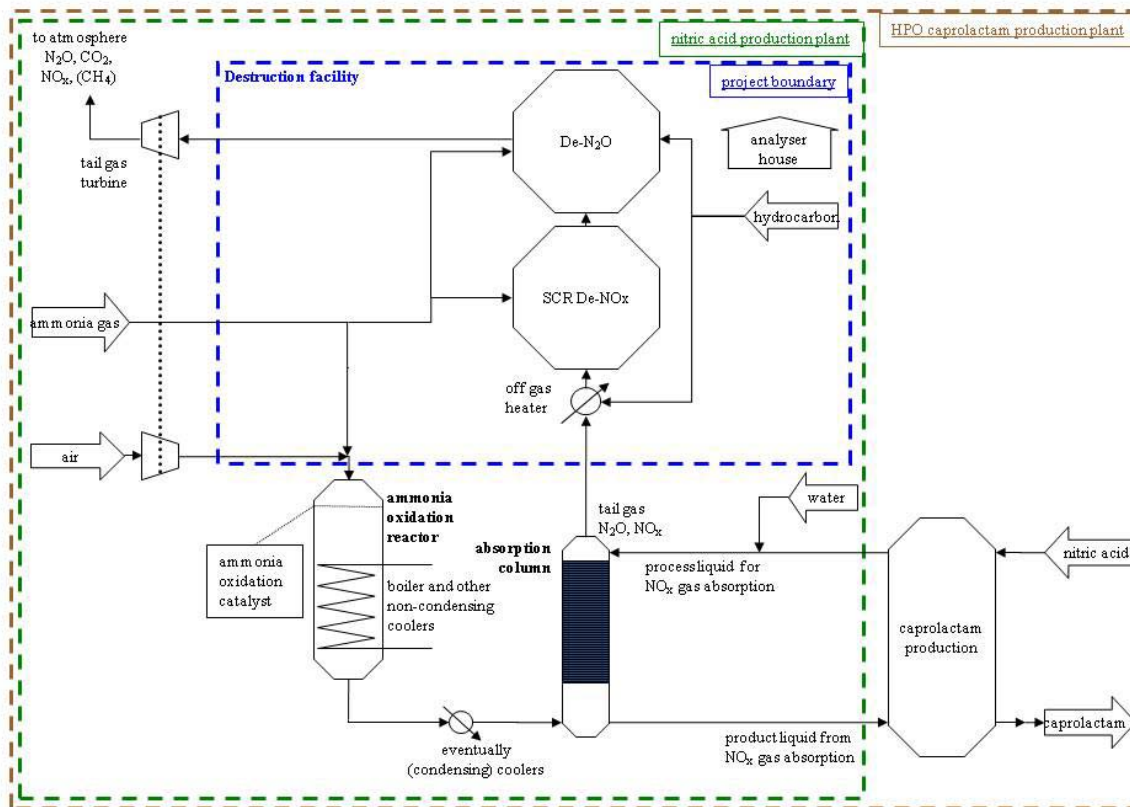 nitric acid production plant
HPO caprolactam production plant
to atmosphere
N₂O, CO₂,
NOₓ, (CH₄)
Destruction facility
project boundary
De-N₂O
analyser
house
tail gas
turbine
hydrocarbon
SCR De-NOx
ammonia gas
off gas
heater
air
ammonia
oxidation
reactor
tail gas
N₂O, NOₓ
water
absorption
column
nitric acid
ammonia
oxidation
catalyst
boiler and other
non-condensing
coolers
processliquid for
NOₓ gas absorption
caprolactam
production
eventually
(condensing) coolers
product liquid from
NOₓ gas absorption
caprolactam